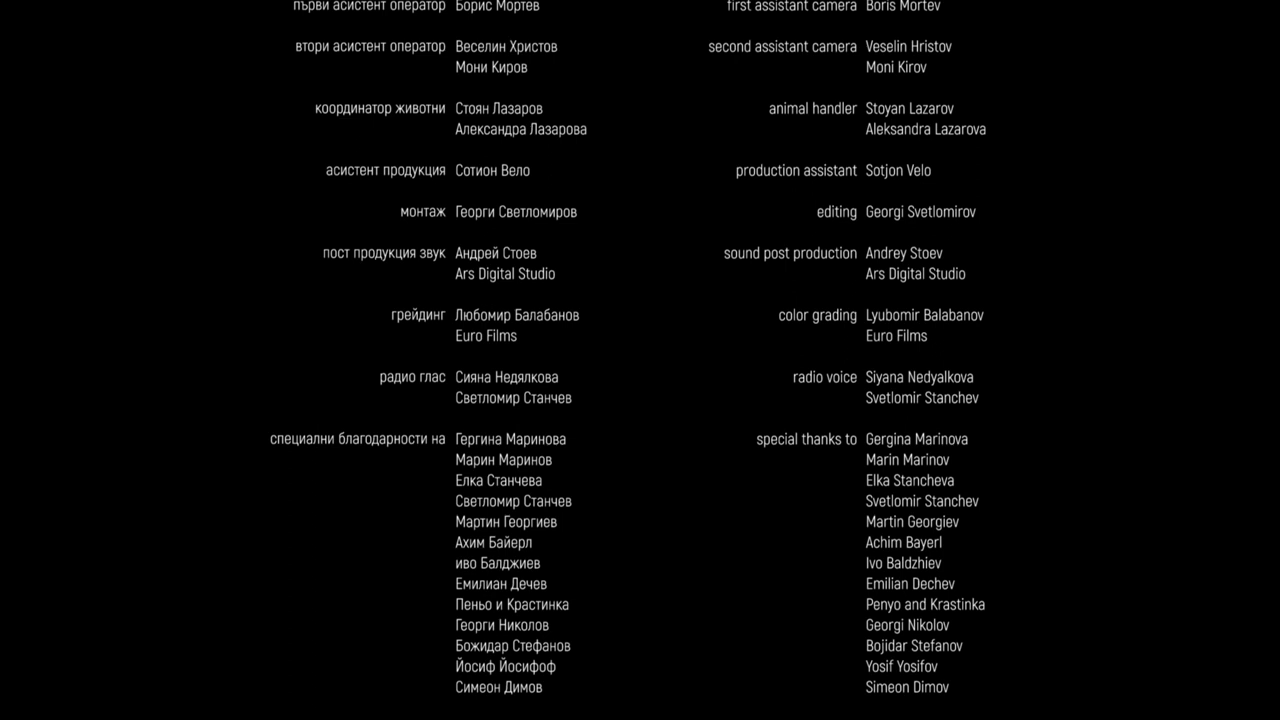 първи асистент оператор Борис Мортев
втори асистент оператор Веселин Христов
Мони Киров
координатор животни Стоян Лазаров
Александра Лазарова
асистент продукция Сотион Вело
монтаж Георги Светломиров
пост продукция звук Андрей Стоев
Ars Digital Studio
грейдинг Любомир Балабанов
Euro Films
радио глас Сияна Недялкова
Светломир Станчев
специални благодарности на Гергина Маринова
Марин Маринов
Елка Станчева
Светломир Станчев
Мартин Георгиев
Ахим Байерл
иво Балджиев
Емилиан Дечев
Пеньо и Крастинка
Георги Николов
Божидар Стефанов
Йосиф Йосифоф
Симеон Димов
first assistant camera Boris Mortev
second assistant camera Veselin Hristov
Moni Kirov
animal handler Stoyan Lazarov
Aleksandra Lazarova
production assistant Sotjon Velo
editing Georgi Svetlomirov
sound post production Andrey Stoev
Ars Digital Studio
color grading Lyubomir Balabanov
Euro Films
radio voice Siyana Nedyalkova
Svetlomir Stanchev
special thanks to Gergina Marinova
Marin Marinov
Elka Stancheva
Svetlomir Stanchev
Martin Georgiev
Achim Bayerl
Ivo Baldzhiev
Emilian Dechev
Penyo and Krastinka
Georgi Nikolov
Bojidar Stefanov
Yosif Yosifov
Simeon Dimov